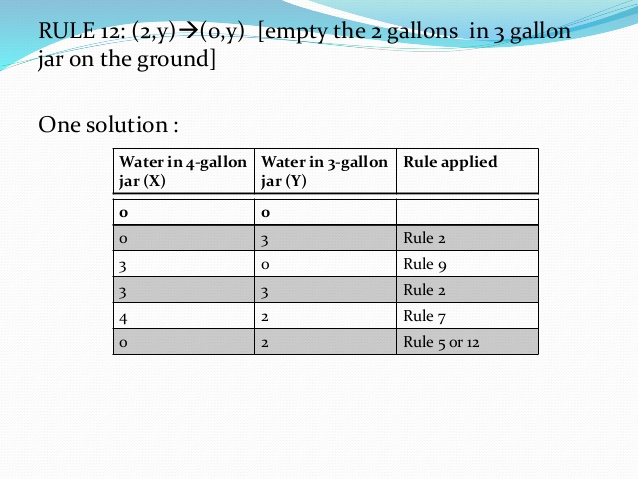 RULE 12: (2,y)→(0,y) [empty the 2 gallons in 3 gallon
jar on the ground]
One solution :
Water in 4-gallon jar (X) Water in 3-gallon jar (Y) Rule applied
0 0
0 3 Rule 2
3 0 Rule 9
3 3 Rule 2
4 2 Rule 7
0 2 Rule 5 or 12